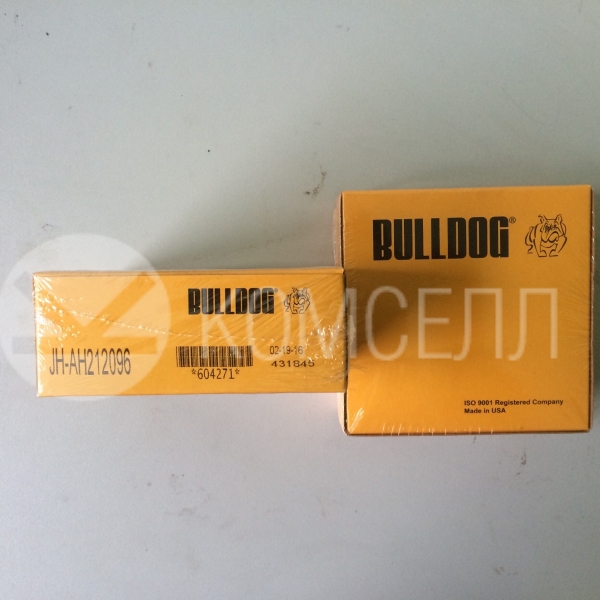 BULLDOG®
JH-AH212096
*604271*
02-19-16
431845
BULLDOG®
ISO 9001 Registered Company
Made in USA
КОМСЕЛЛ